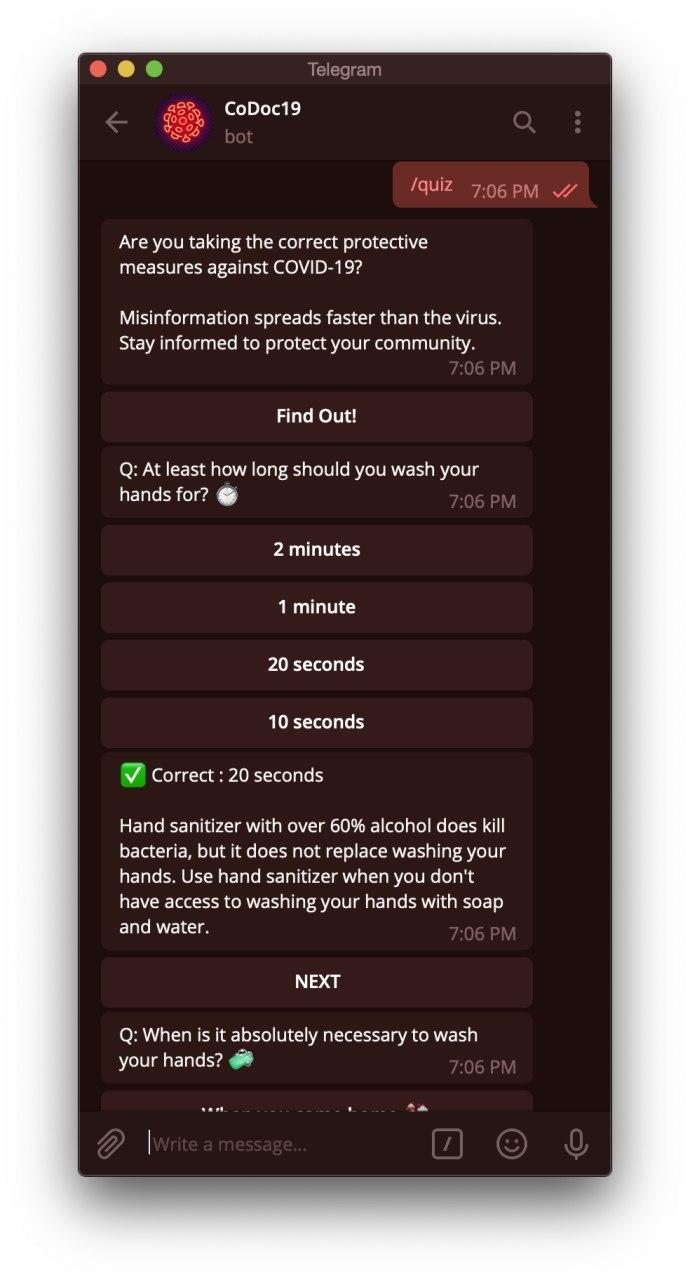 Telegram
CoDoc19
bot
/quiz 7:06 PM
Are you taking the correct protective
measures against COVID-19?
Misinformation spreads faster than the virus.
Stay informed to protect your community.
7:06 PM
Find Out!
Q: At least how long should you wash your
hands for?
7:06 PM
2 minutes
1 minute
20 seconds
10 seconds
Correct : 20 seconds
Hand sanitizer with over 60% alcohol does kill
bacteria, but it does not replace washing your
hands. Use hand sanitizer when you don't
have access to washing your hands with soap
and water.
7:06 PM
NEXT
Q: When is it absolutely necessary to wash
your hands?
7:06 PM
When you come home
Write a message...